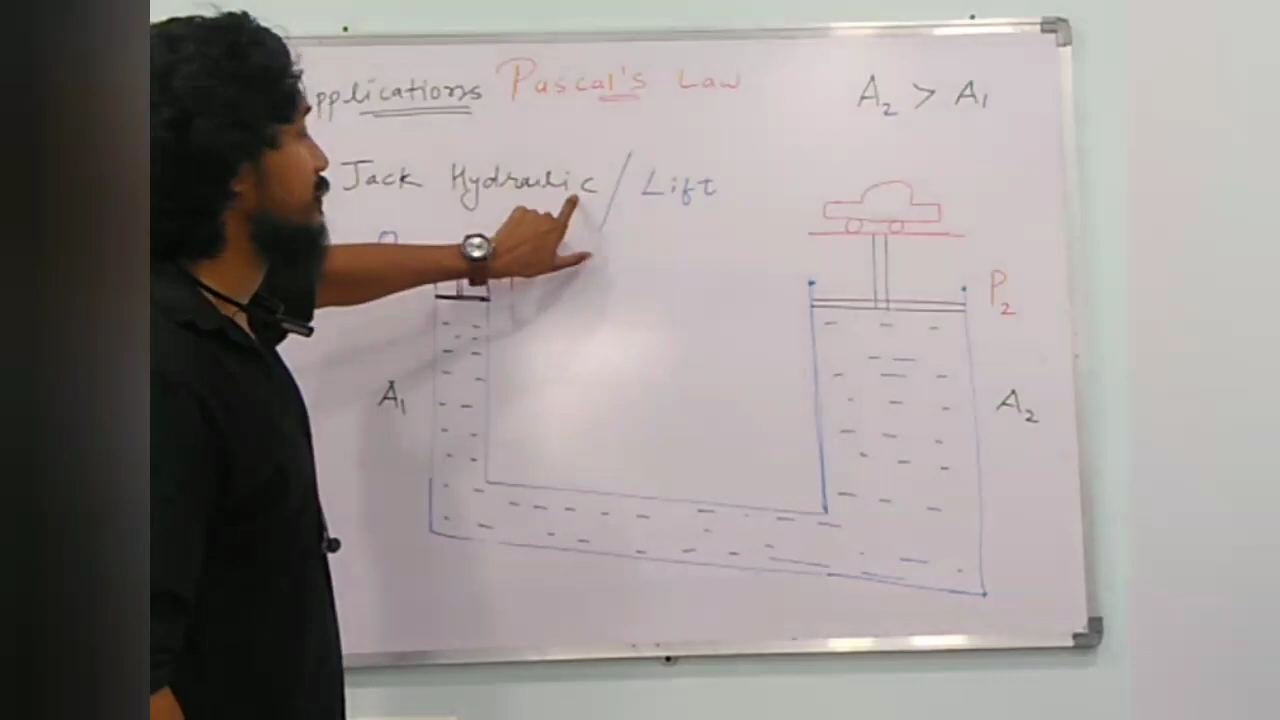 Applications Pascal's Law
A₂ > A₁
Jack Hydraulic / Lift
P₂
A₁
A₂